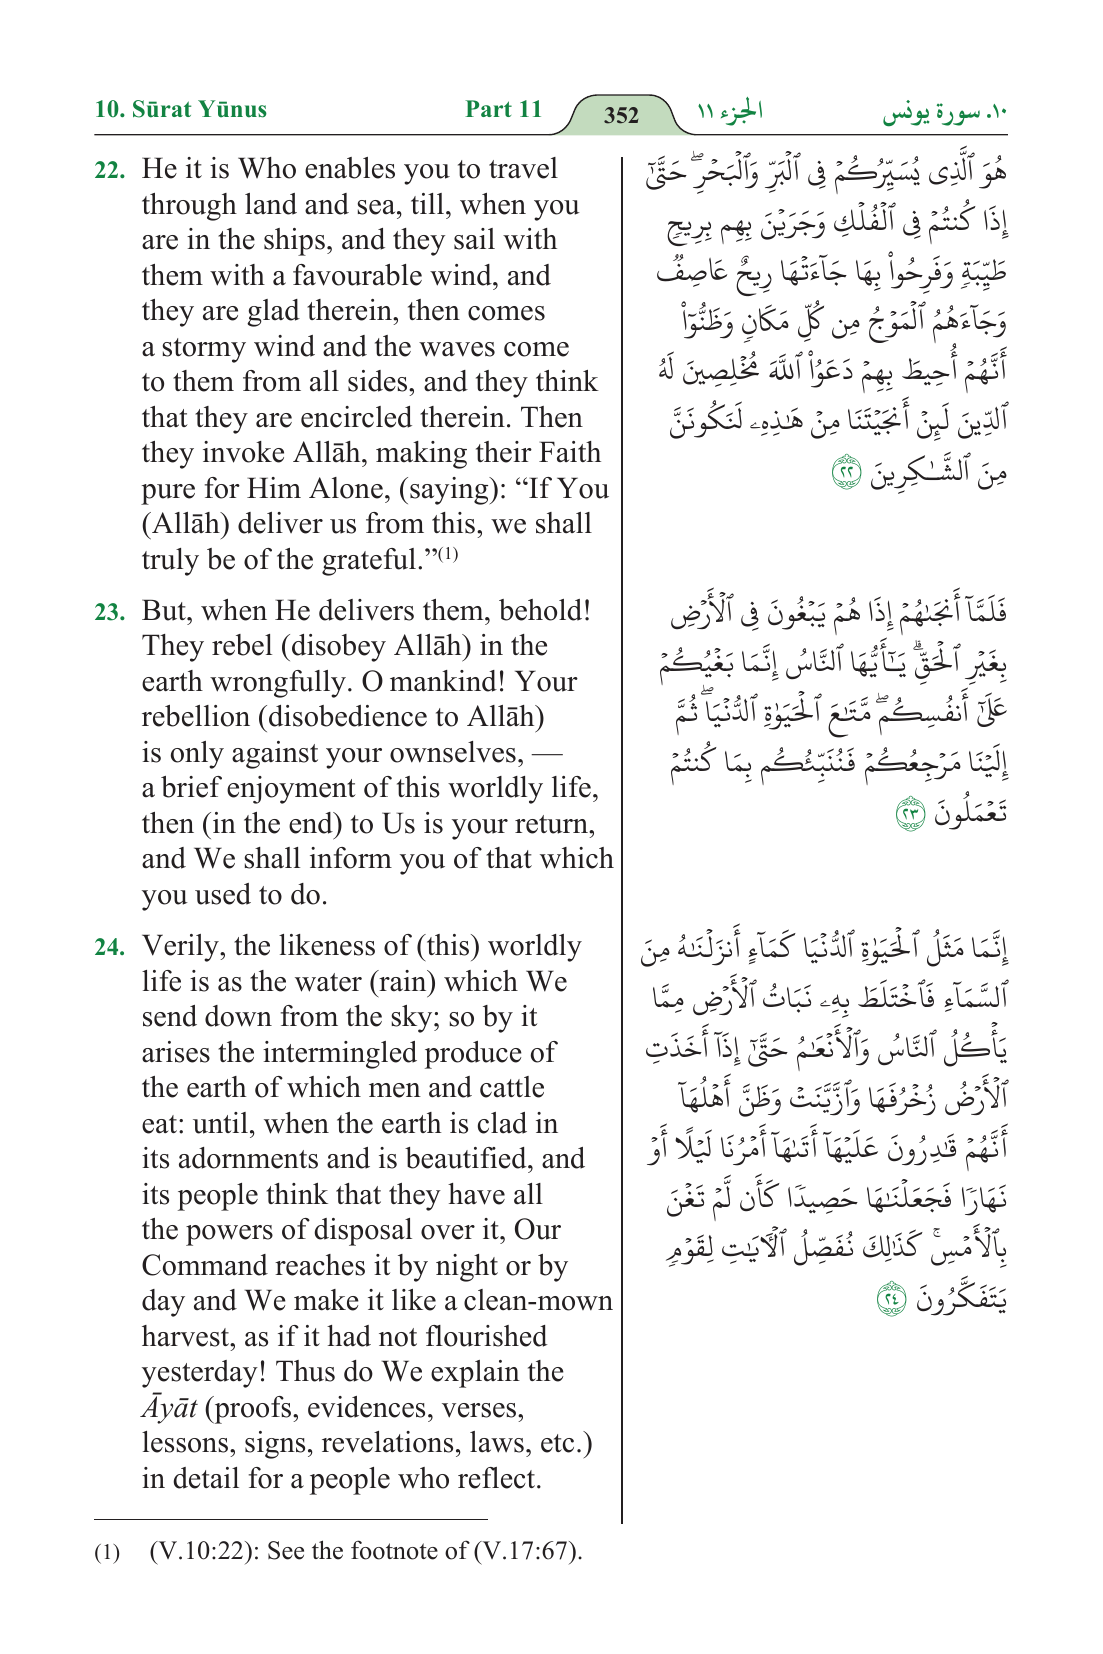 10. Sūrat Yūnus
Part 11
352
الجزء ١١
١٠. سورة يونس
22. He it is Who enables you to travel
through land and sea, till, when you
are in the ships, and they sail with
them with a favourable wind, and
they are glad therein, then comes
a stormy wind and the waves come
to them from all sides, and they think
that they are encircled therein. Then
they invoke Allāh, making their Faith
pure for Him Alone, (saying): “If You
(Allāh) deliver us from this, we shall
truly be of the grateful.”(1)
23. But, when He delivers them, behold!
They rebel (disobey Allāh) in the
earth wrongfully. O mankind! Your
rebellion (disobedience to Allāh)
is only against your ownselves, —
a brief enjoyment of this worldly life,
then (in the end) to Us is your return,
and We shall inform you of that which
you used to do.
24. Verily, the likeness of (this) worldly
life is as the water (rain) which We
send down from the sky; so by it
arises the intermingled produce of
the earth of which men and cattle
eat: until, when the earth is clad in
its adornments and is beautified, and
its people think that they have all
the powers of disposal over it, Our
Command reaches it by night or by
day and We make it like a clean-mown
harvest, as if it had not flourished
yesterday! Thus do We explain the
Āyāt (proofs, evidences, verses,
lessons, signs, revelations, laws, etc.)
in detail for a people who reflect.
هُوَ ٱلَّذِى يُسَيِّرُكُمْ فِى ٱلْبَرِّ وَٱلْبَحْرِ ۖ حَتَّىٰٓ
إِذَا كُنتُمْ فِى ٱلْفُلْكِ وَجَرَيْنَ بِهِم بِرِيحٍ
طَيِّبَةٍ وَفَرِحُوا۟ بِهَا جَآءَتْهَا رِيحٌ عَاصِفٌ
وَجَآءَهُمُ ٱلْمَوْجُ مِن كُلِّ مَكَانٍ وَظَنُّوٓا۟
أَنَّهُمْ أُحِيطَ بِهِمْ دَعَوُا۟ ٱللَّهَ مُخْلِصِينَ لَهُ
ٱلدِّينَ لَئِنْ أَنجَيْتَنَا مِنْ هَـٰذِهِۦ لَنَكُونَنَّ
مِنَ ٱلشَّـٰكِرِينَ ٢٢
فَلَمَّآ أَنجَىٰهُمْ إِذَا هُمْ يَبْغُونَ فِى ٱلْأَرْضِ
بِغَيْرِ ٱلْحَقِّ ۗ يَـٰٓأَيُّهَا ٱلنَّاسُ إِنَّمَا بَغْيُكُمْ
عَلَىٰٓ أَنفُسِكُم ۖ مَّتَـٰعَ ٱلْحَيَوٰةِ ٱلدُّنْيَا ۖ ثُمَّ
إِلَيْنَا مَرْجِعُكُمْ فَنُنَبِّئُكُم بِمَا كُنتُمْ
تَعْمَلُونَ ٢٣
إِنَّمَا مَثَلُ ٱلْحَيَوٰةِ ٱلدُّنْيَا كَمَآءٍ أَنزَلْنَـٰهُ مِنَ
ٱلسَّمَآءِ فَٱخْتَلَطَ بِهِۦ نَبَاتُ ٱلْأَرْضِ مِمَّا
يَأْكُلُ ٱلنَّاسُ وَٱلْأَنْعَـٰمُ حَتَّىٰٓ إِذَآ أَخَذَتِ
ٱلْأَرْضُ زُخْرُفَهَا وَٱزَّيَّنَتْ وَظَنَّ أَهْلُهَآ
أَنَّهُمْ قَـٰدِرُونَ عَلَيْهَآ أَتَىٰهَآ أَمْرُنَا لَيْلًا أَوْ
نَهَارًا فَجَعَلْنَـٰهَا حَصِيدًا كَأَن لَّمْ تَغْنَ
بِٱلْأَمْسِ ۚ كَذَٰلِكَ نُفَصِّلُ ٱلْـَٔايَـٰتِ لِقَوْمٍ
يَتَفَكَّرُونَ ٢٤
(1) (V.10:22): See the footnote of (V.17:67).